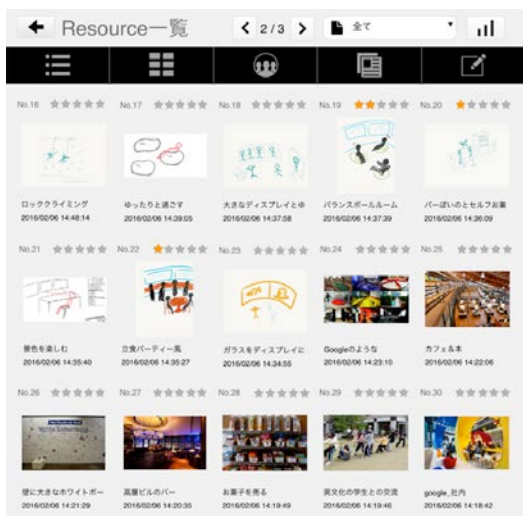 Resource一覧
2/3
全て
No.16
No.17
No.18
No.19
No.20
ロッククライミング
ゆったりと過ごす
大きなディスプレイとゆ
バランスボールルーム
バーぽいのとセルフお菓
2016/02/06 14:48:14
2016/02/06 14:39:05
2016/02/06 14:37:58
2016/02/06 14:37:39
2016/02/06 14:36:09
No.21
No.22
No.23
No.24
No.25
景色を楽しむ
立食パーティー風
ガラスをディスプレイに
Googleのような
カフェ&本
2016/02/06 14:35:40
2016/02/06 14:35:27
2016/02/06 14:34:55
2016/02/06 14:23:10
2016/02/06 14:22:06
No.26
No.27
No.28
No.29
No.30
壁に大きなホワイトボー
高層ビルのバー
お菓子を売る
異文化の学生との交流
google_社内
2016/02/06 14:21:29
2016/02/06 14:20:35
2016/02/06 14:19:49
2016/02/06 14:19:46
2016/02/06 14:18:42